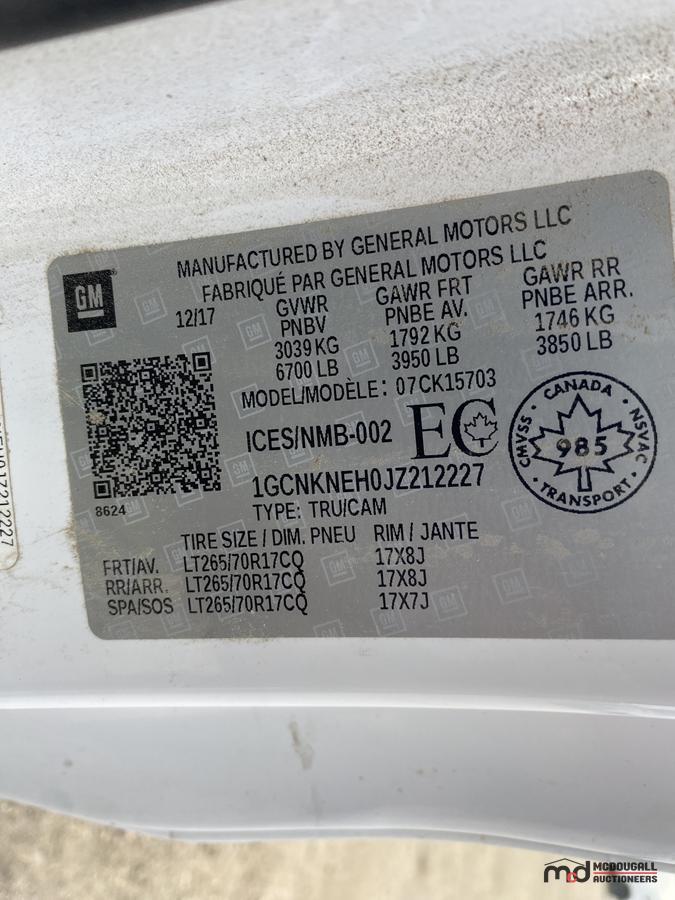 MANUFACTURED BY GENERAL MOTORS LLC
FABRIQUÉ PAR GENERAL MOTORS LLC
GM
12/17
GVWR
PNBV
3039 KG
6700 LB
GAWR FRT
PNBE AV.
1792 KG
3950 LB
GAWR RR
PNBE ARR.
1746 KG
3850 LB
MODEL/MODÈLE: 07CK15703
ICES/NMB-002
EC
CANADA
CMVSS · NSVAC
985
TRANSPORT
1GCNKNEH0JZ212227
8624
TYPE: TRU/CAM
TIRE SIZE / DIM. PNEU RIM / JANTE
FRT/AV. LT265/70R17CQ 17X8J
RR/ARR. LT265/70R17CQ 17X8J
SPA/SOS LT265/70R17CQ 17X7J
md MCDOUGALL
AUCTIONEERS